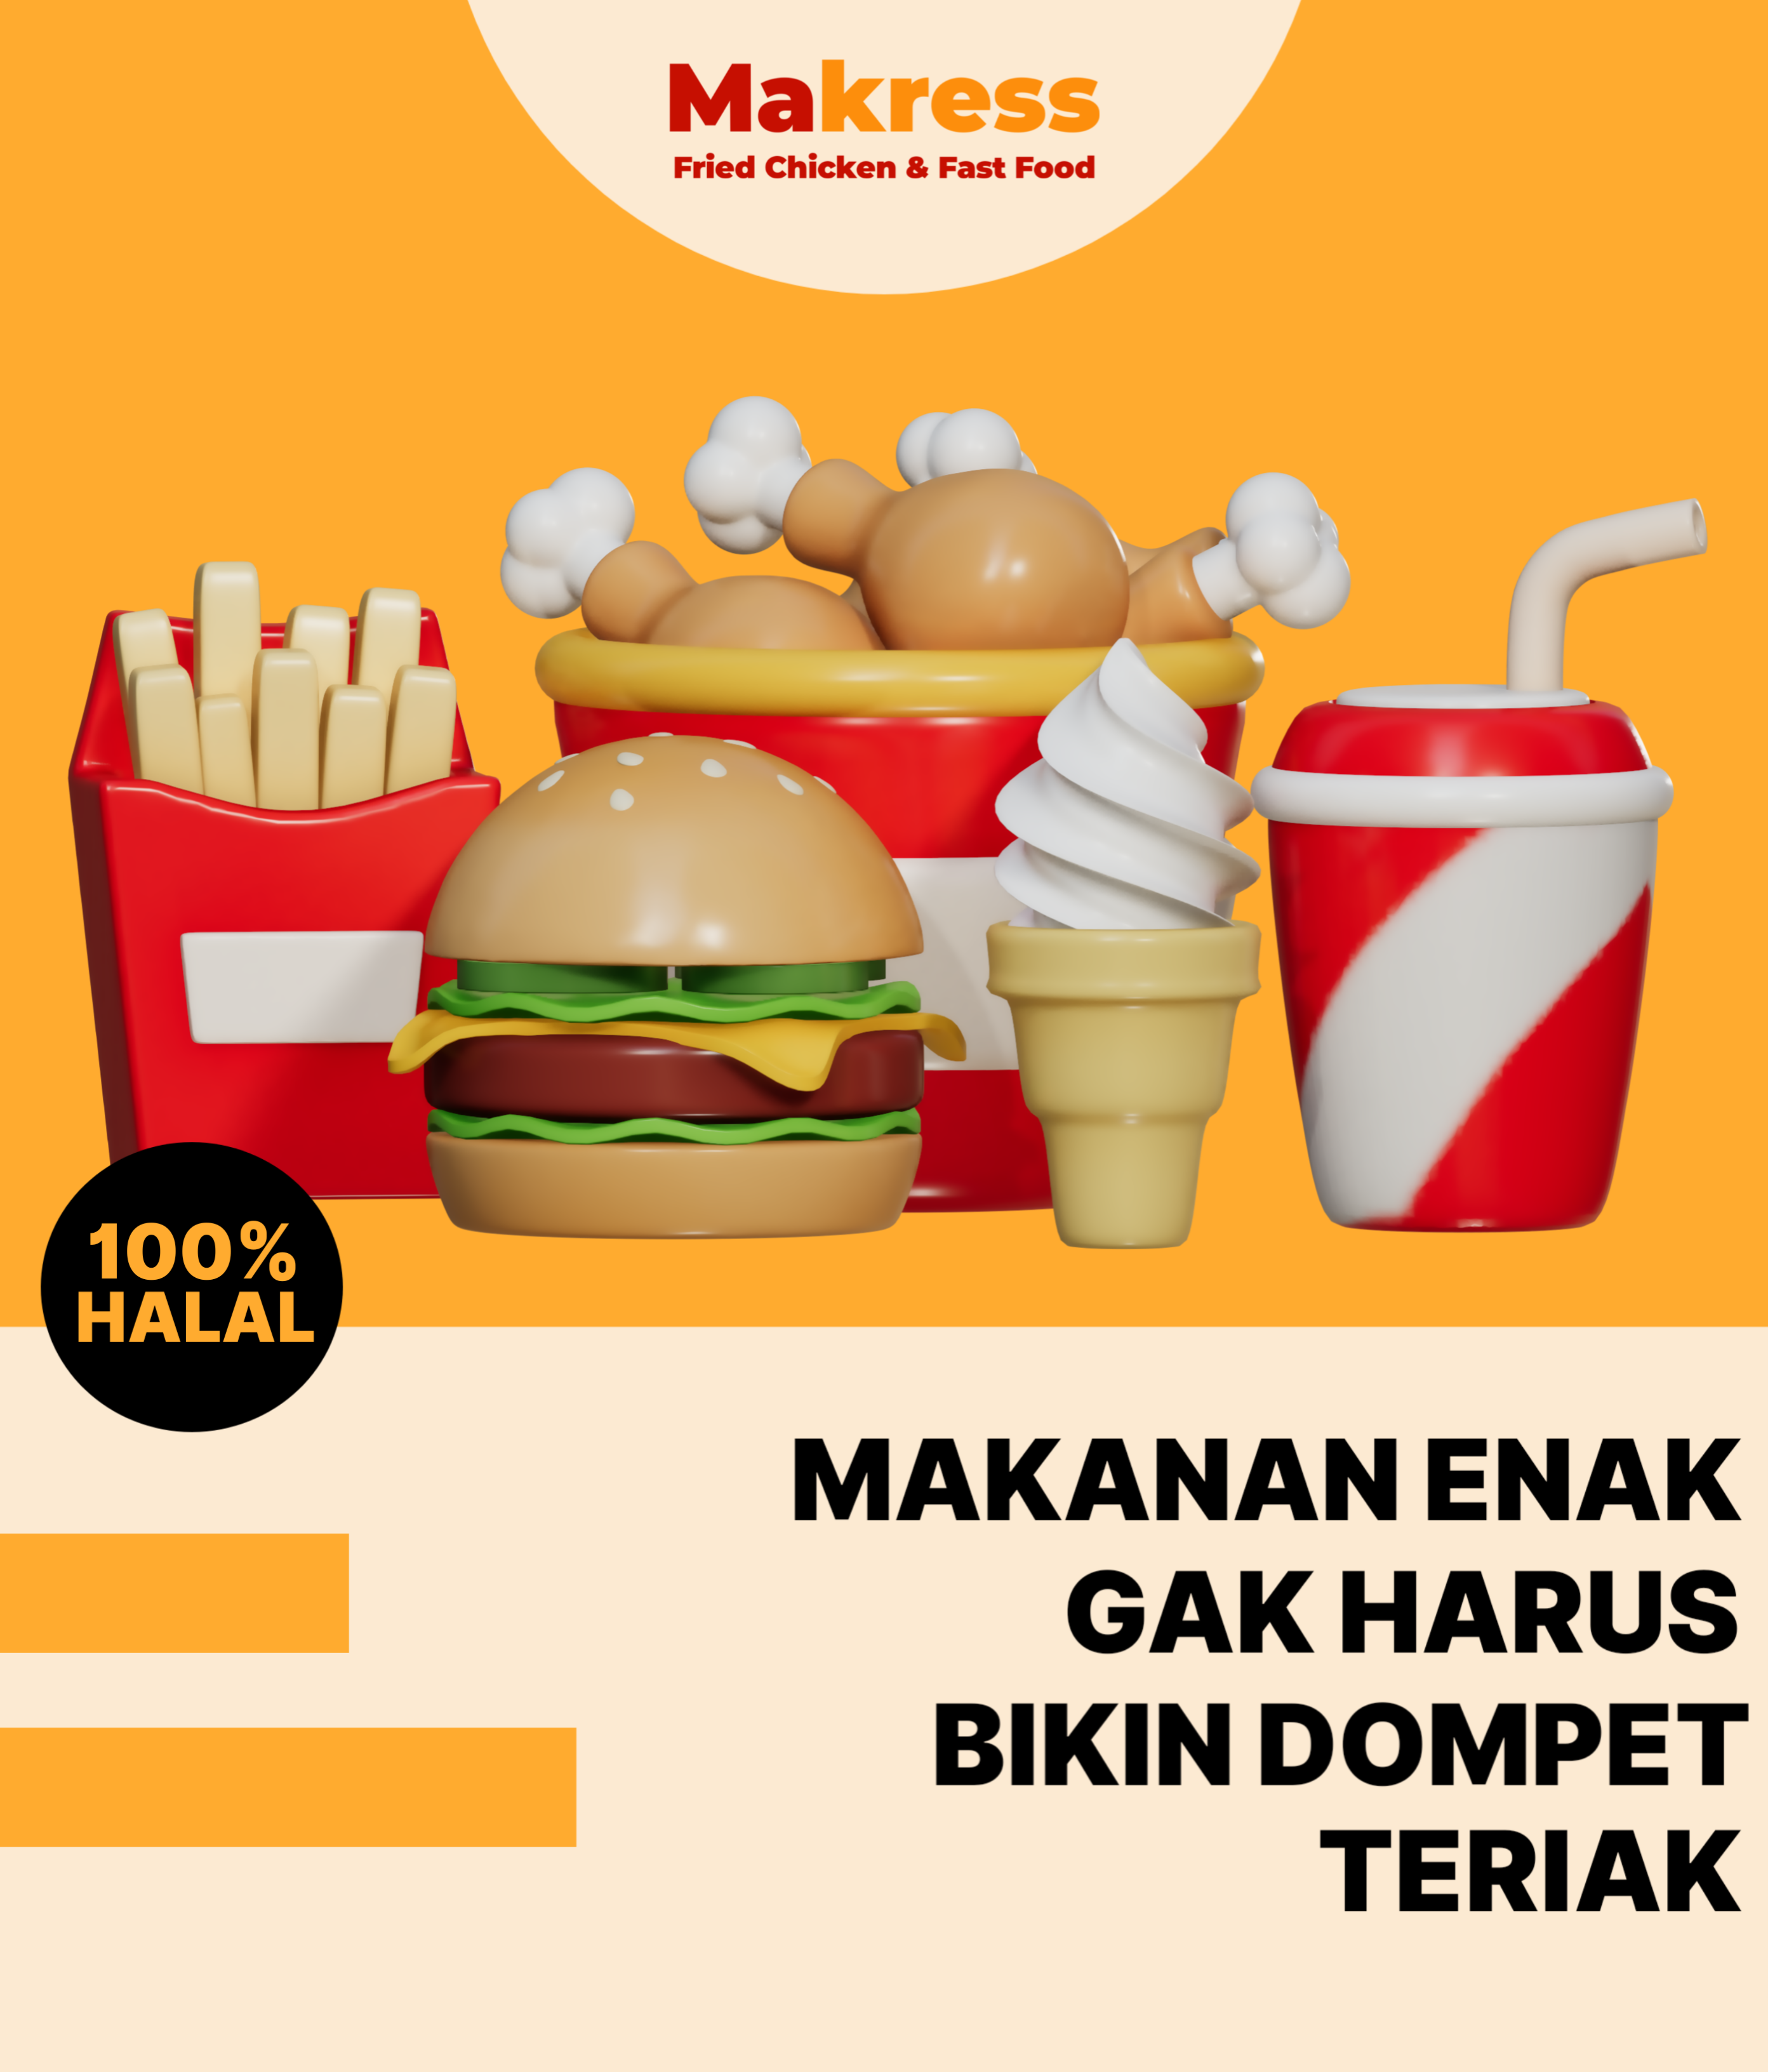 Makress
Fried Chicken & Fast Food
100%
HALAL
MAKANAN ENAK
GAK HARUS
BIKIN DOMPET
TERIAK